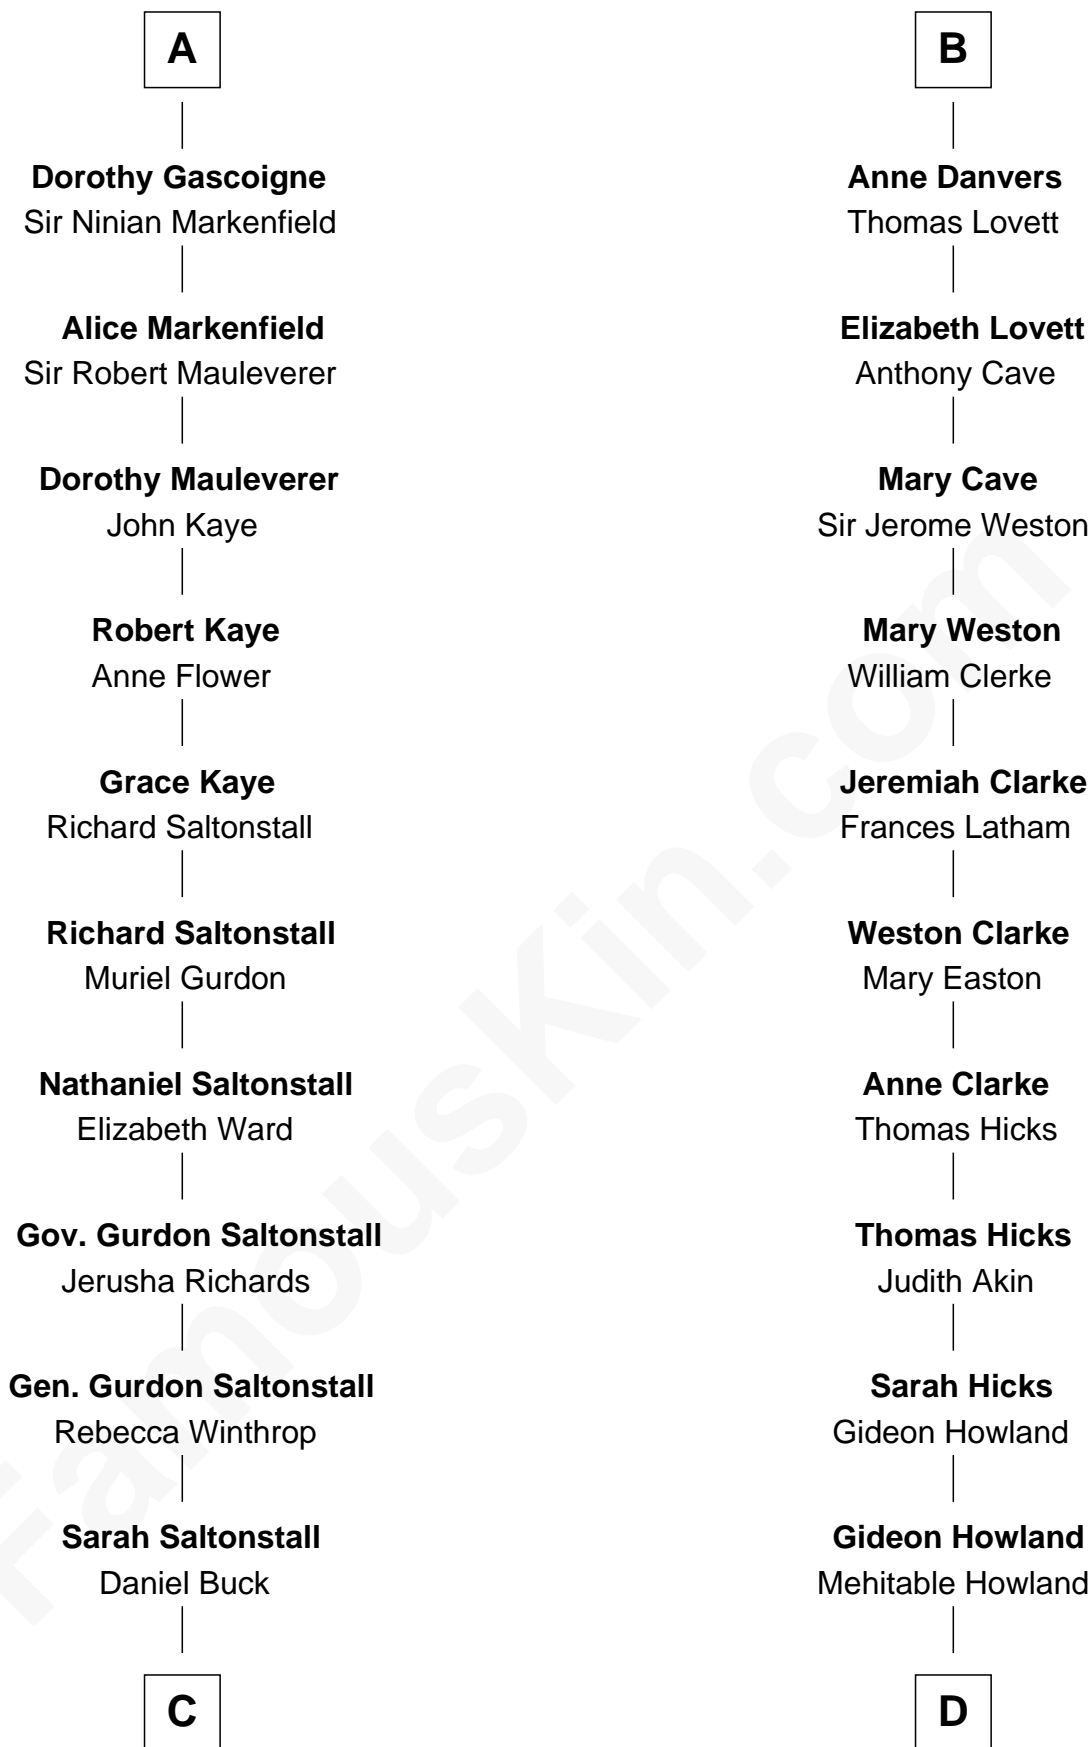 A
Dorothy Gascoigne
Sir Ninian Markenfield
Alice Markenfield
Sir Robert Mauleverer
Dorothy Mauleverer
John Kaye
Robert Kaye
Anne Flower
Grace Kaye
Richard Saltonstall
Richard Saltonstall
Muriel Gurdon
Nathaniel Saltonstall
Elizabeth Ward
Gov. Gurdon Saltonstall
Jerusha Richards
Gen. Gurdon Saltonstall
Rebecca Winthrop
Sarah Saltonstall
Daniel Buck
C
B
Anne Danvers
Thomas Lovett
Elizabeth Lovett
Anthony Cave
Mary Cave
Sir Jerome Weston
Mary Weston
William Clerke
Jeremiah Clarke
Frances Latham
Weston Clarke
Mary Easton
Anne Clarke
Thomas Hicks
Thomas Hicks
Judith Akin
Sarah Hicks
Gideon Howland
Gideon Howland
Mehitable Howland
D
FamousKin.com